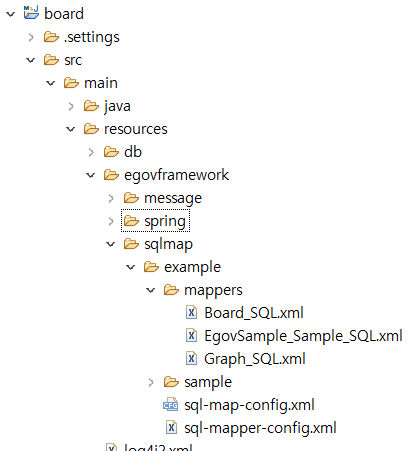 board
.settings
src
main
java
resources
db
egovframework
message
spring
sqlmap
example
mappers
Board_SQL.xml
EgovSample_Sample_SQL.xml
Graph_SQL.xml
sample
sql-map-config.xml
sql-mapper-config.xml
log4j2.xml